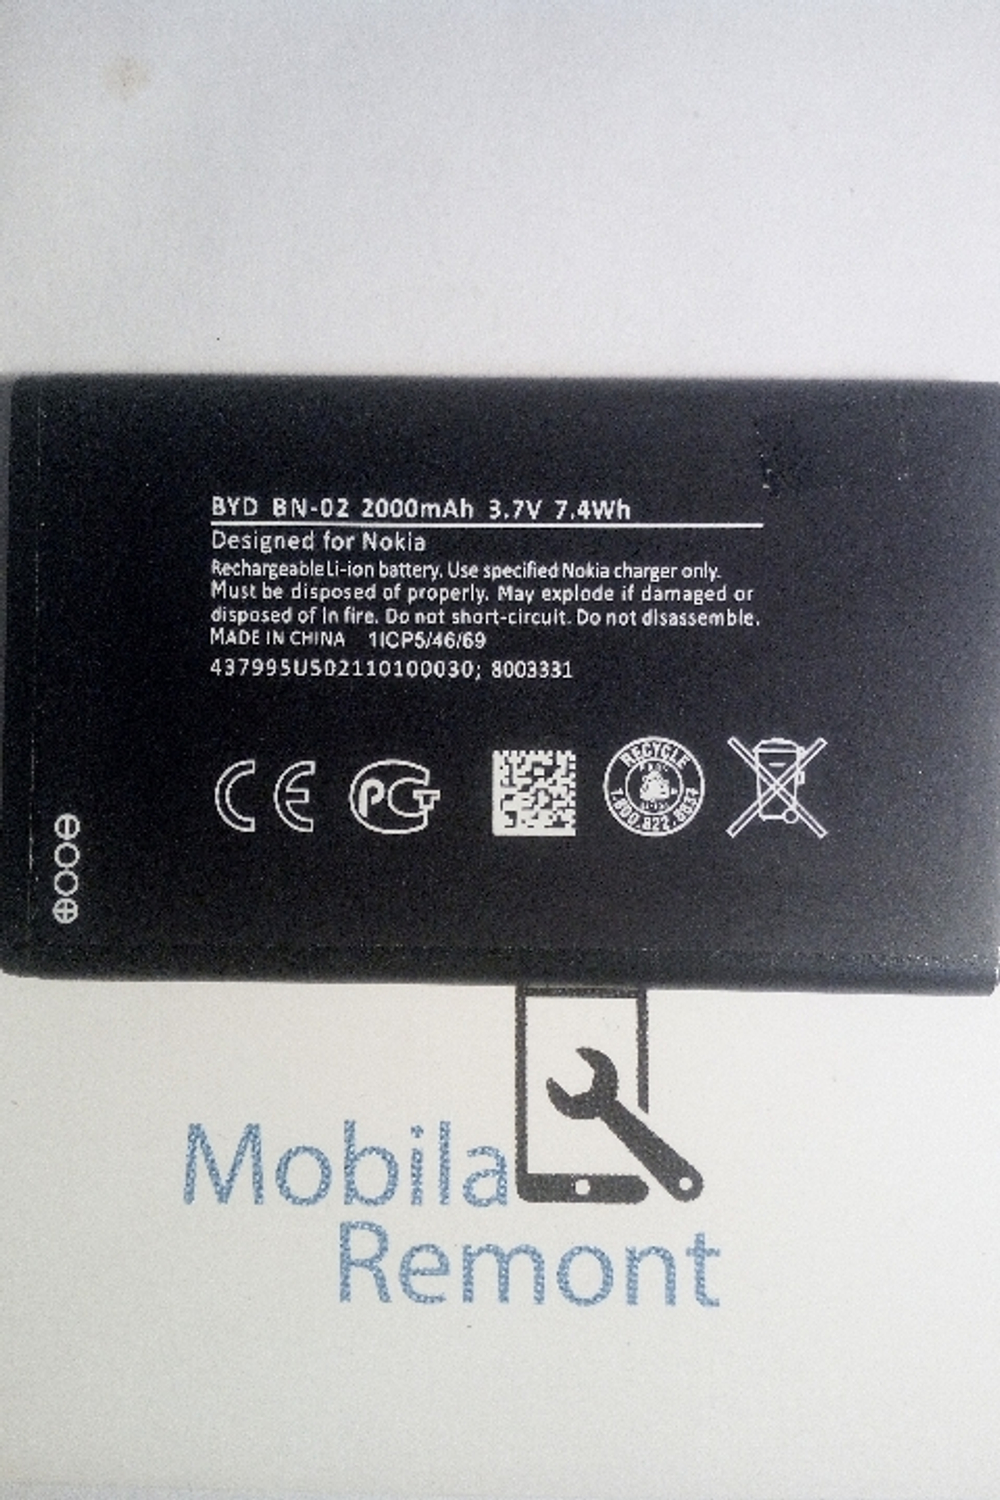 BYD BN-02 2000mAh 3.7V 7.4Wh
Designed for Nokia
Rechargeable Li-ion battery. Use specified Nokia charger only.
Must be disposed of properly. May explode if damaged or
disposed of In fire. Do not short-circuit. Do not disassemble.
MADE IN CHINA 1ICP5/46/69
437995U502110100030; 8003331
CE PCT
RECYCLE
1.800.822.8837
Mobila
Remont